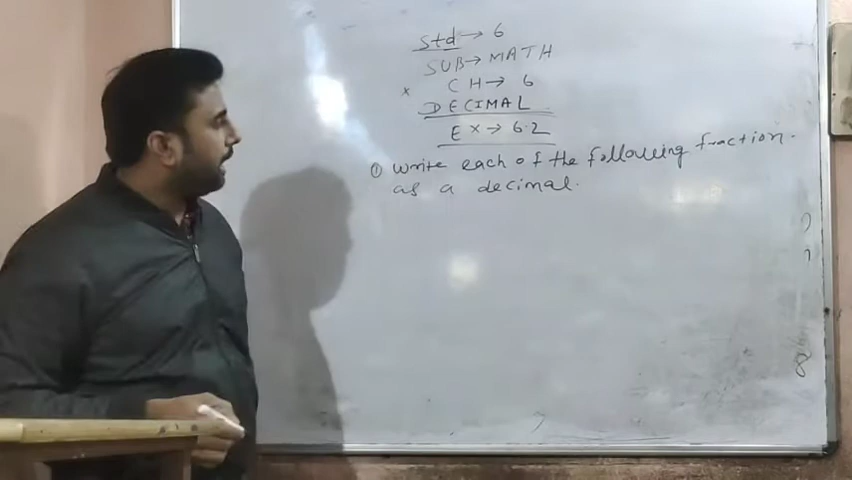 Std → 6
SUB → MATH
× CH → 6
DECIMAL
EX → 6.2
① Write each of the following fraction.
as a decimal.
8